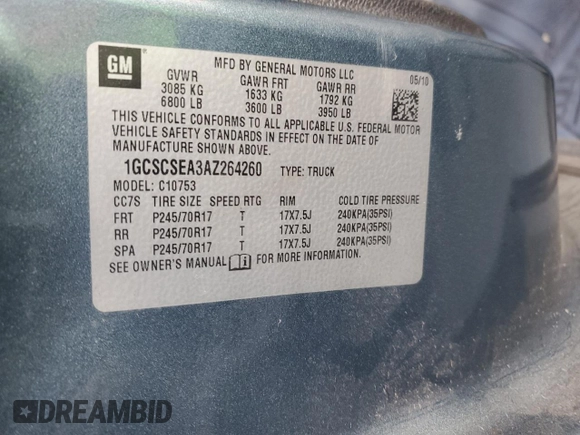 GM
MFD BY GENERAL MOTORS LLC
05/10
GVWR GAWR FRT GAWR RR
3085 KG 1633 KG 1792 KG
6800 LB 3600 LB 3950 LB
THIS VEHICLE CONFORMS TO ALL APPLICABLE U.S. FEDERAL MOTOR
VEHICLE SAFETY STANDARDS IN EFFECT ON THE DATE OF
MANUFACTURE SHOWN ABOVE.
1GCSCSEA3AZ264260 TYPE: TRUCK
MODEL: C10753
CC7S TIRE SIZE SPEED RTG RIM COLD TIRE PRESSURE
FRT P245/70R17 T 17X7.5J 240KPA(35PSI)
RR P245/70R17 T 17X7.5J 240KPA(35PSI)
SPA P245/70R17 T 17X7.5J 240KPA(35PSI)
SEE OWNER'S MANUAL FOR MORE INFORMATION.
DREAMBID